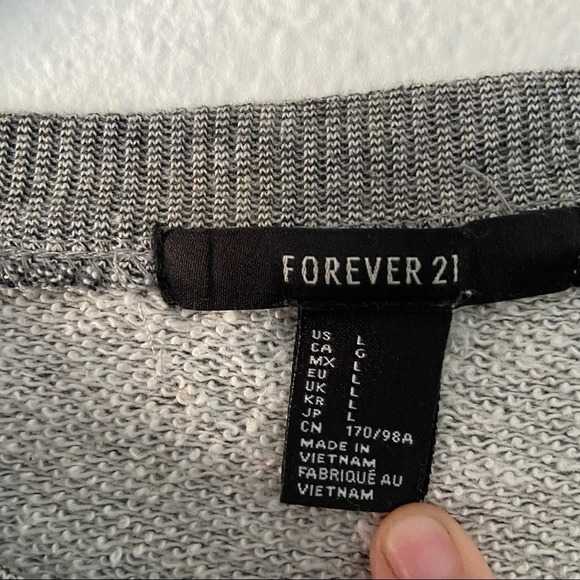 FOREVER 21
US L
CA G
MX L
EU L
UK L
KR L
JP L
CN 170/98A
MADE IN
VIETNAM
FABRIQUÉ AU
VIETNAM